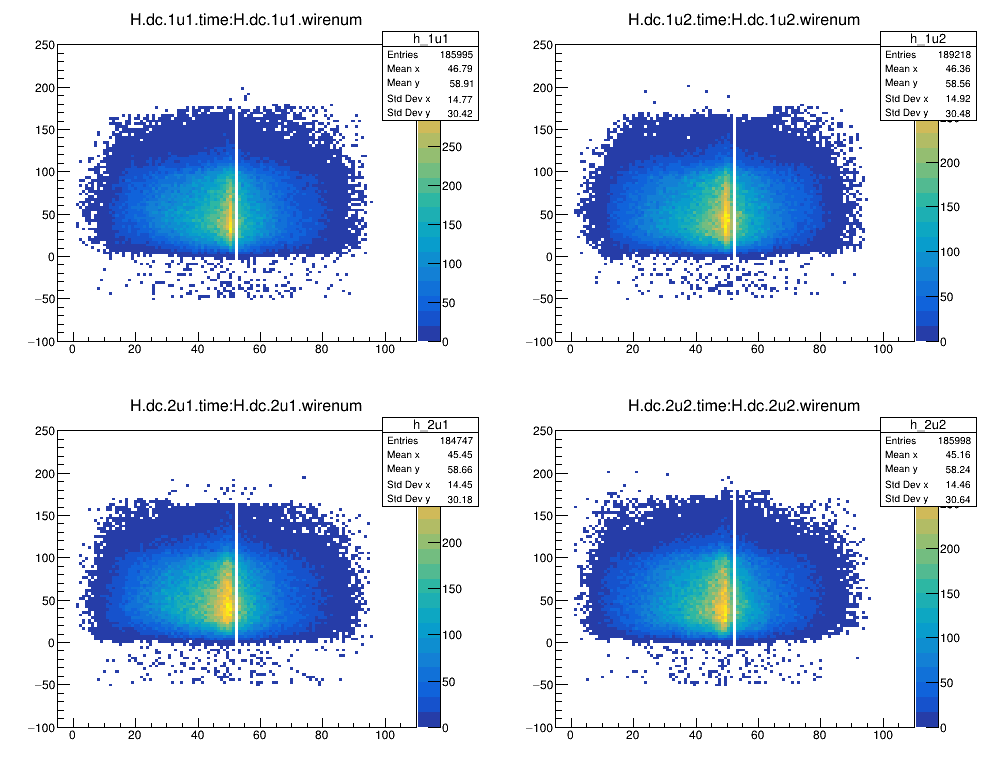 H.dc.1u1.time:H.dc.1u1.wirenum
h_1u1
Entries 185995
Mean x 46.79
Mean y 58.91
Std Dev x 14.77
Std Dev y 30.42
250
200
150
100
50
0
−50
−100
0 20 40 60 80 100
250
200
150
100
50
0
H.dc.1u2.time:H.dc.1u2.wirenum
h_1u2
Entries 189218
Mean x 46.36
Mean y 58.56
Std Dev x 14.92
Std Dev y 30.48
250
200
150
100
50
0
−50
−100
0 20 40 60 80 100
200
150
100
50
0
H.dc.2u1.time:H.dc.2u1.wirenum
h_2u1
Entries 184747
Mean x 45.45
Mean y 58.66
Std Dev x 14.45
Std Dev y 30.18
250
200
150
100
50
0
−50
−100
0 20 40 60 80 100
200
150
100
50
0
H.dc.2u2.time:H.dc.2u2.wirenum
h_2u2
Entries 185998
Mean x 45.16
Mean y 58.24
Std Dev x 14.46
Std Dev y 30.64
250
200
150
100
50
0
−50
−100
0 20 40 60 80 100
200
150
100
50
0